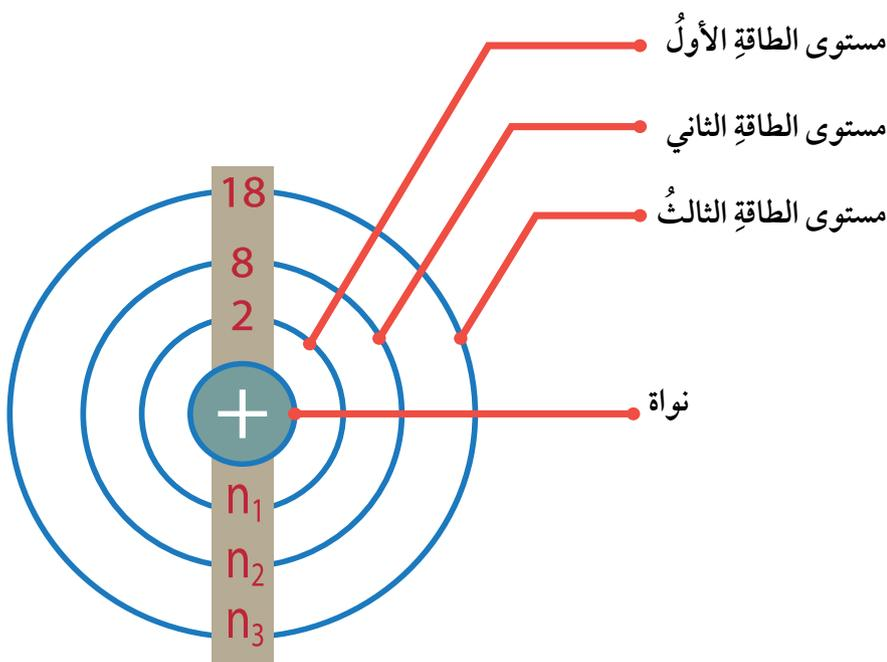 مستوى الطاقةِ الأولُ
مستوى الطاقةِ الثاني
مستوى الطاقةِ الثالثُ
نواة
18
8
2
+
n₁
n₂
n₃